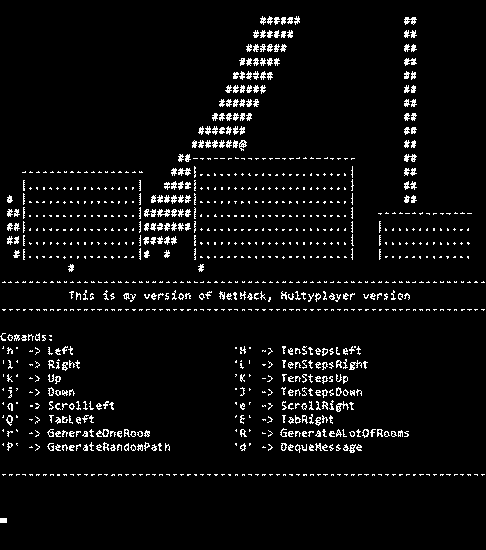 This is my version of NetHack, Multyplayer version
Comands:
'h' -> Left 'H' -> TenStepsLeft
'l' -> Right 'L' -> TenStepsRight
'k' -> Up 'K' -> TenStepsUp
'j' -> Down 'J' -> TenStepsDown
'q' -> ScrollLeft 'e' -> ScrollRight
'Q' -> TabLeft 'E' -> TabRight
'r' -> GenerateOneRoom 'R' -> GenerateALotOfRooms
'P' -> GenerateRandomPath 'd' -> DequeMessage